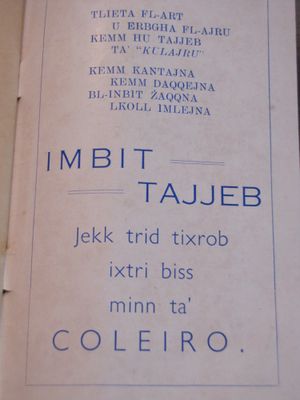 TLIETA FL-ART
U ERBGHA FL-AJRU
KEMM HU TAJJEB
TA' "KULAJRU"
KEMM KANTAJNA
KEMM DAQQEJNA
BL-INBIT ŻAQQNA
LKOLL IMLEJNA
IMBIT
TAJJEB
Jekk trid tixrob
ixtri biss
minn ta'
COLEIRO.